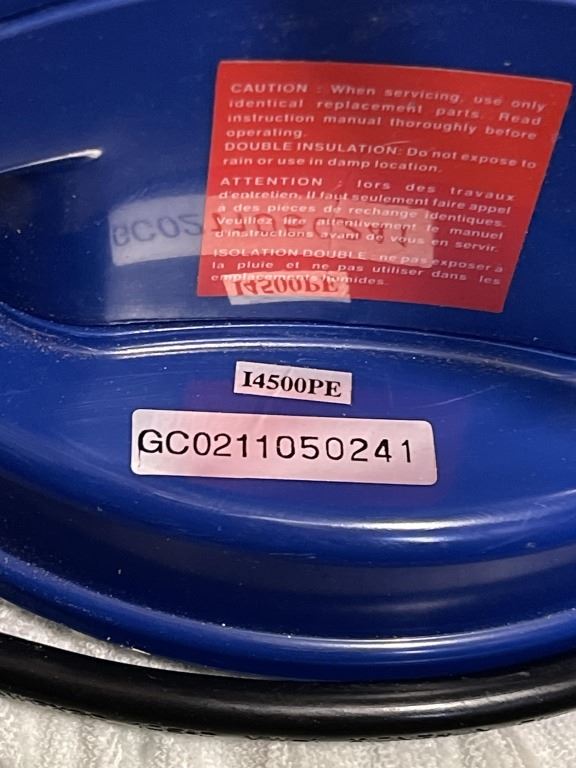 CAUTION : When servicing, use only
identical replacement parts. Read
instruction manual thoroughly before
operating.
DOUBLE INSULATION: Do not expose to
rain or use in damp location.
ATTENTION : lors des travaux
d'entretien, Il faut seulement faire appel
à des pièces de rechange identiques.
Veuillez lire attentivement le manuel
d'instructions avant de vous en servir.
ISOLATION DOUBLE : ne pas exposer à
la pluie et ne pas utiliser dans les
emplacements humides.
I4500PE
GC0211050241